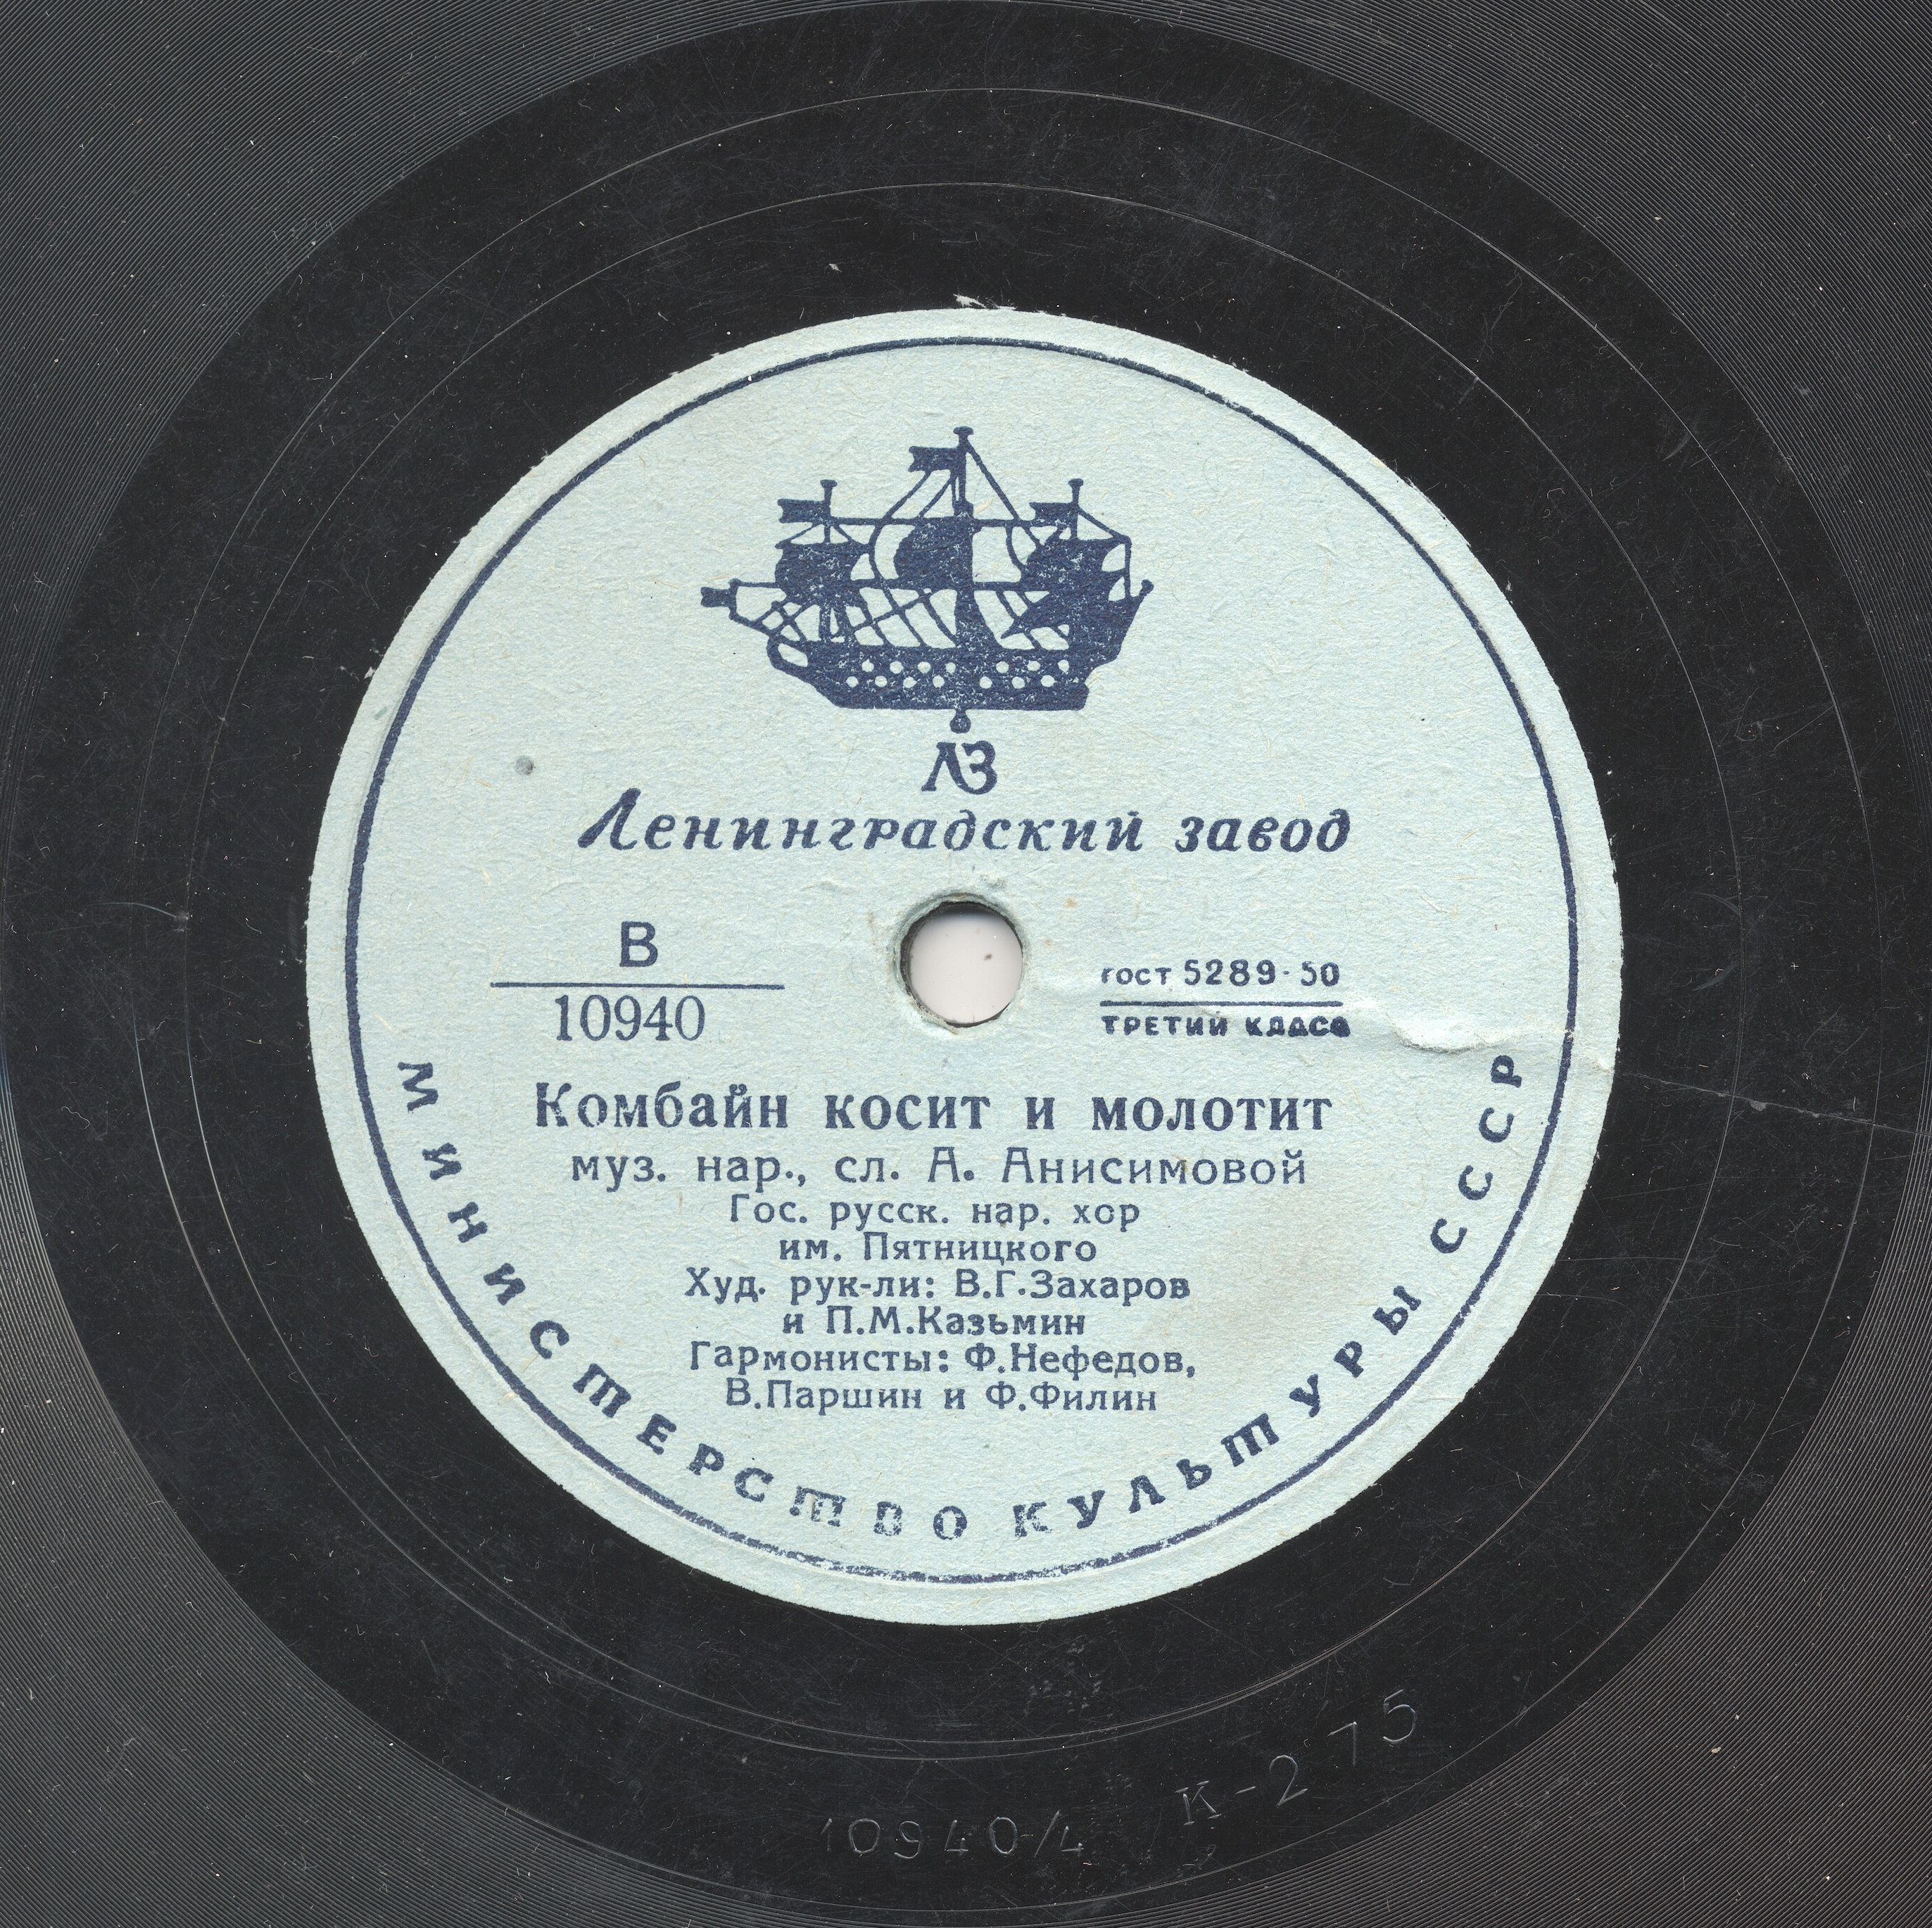 ЛЗ
Ленинградский завод
В
10940
гост 5289-50
ТРЕТИЙ КЛАСС
Комбайн косит и молотит
муз. нар., сл. А. Анисимовой
Гос. русск. нар. хор
им. Пятницкого
Худ. рук-ли: В.Г.Захаров
и П.М.Казьмин
Гармонисты: Ф.Нефедов,
В.Паршин и Ф.Филин
МИНИСТЕРСТВО КУЛЬТУРЫ СССР
10940/4 К-275